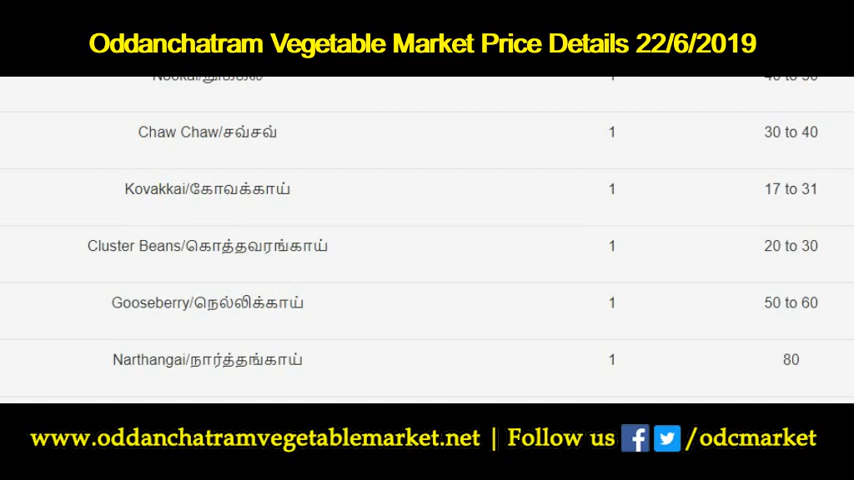 Oddanchatram Vegetable Market Price Details 22/6/2019
Chaw Chaw/சவ்சவ் 1 30 to 40
Kovakkai/கோவக்காய் 1 17 to 31
Cluster Beans/கொத்தவரங்காய் 1 20 to 30
Gooseberry/நெல்லிக்காய் 1 50 to 60
Narthangai/நார்த்தங்காய் 1 80
www.oddanchatramvegetablemarket.net | Follow us /odcmarket